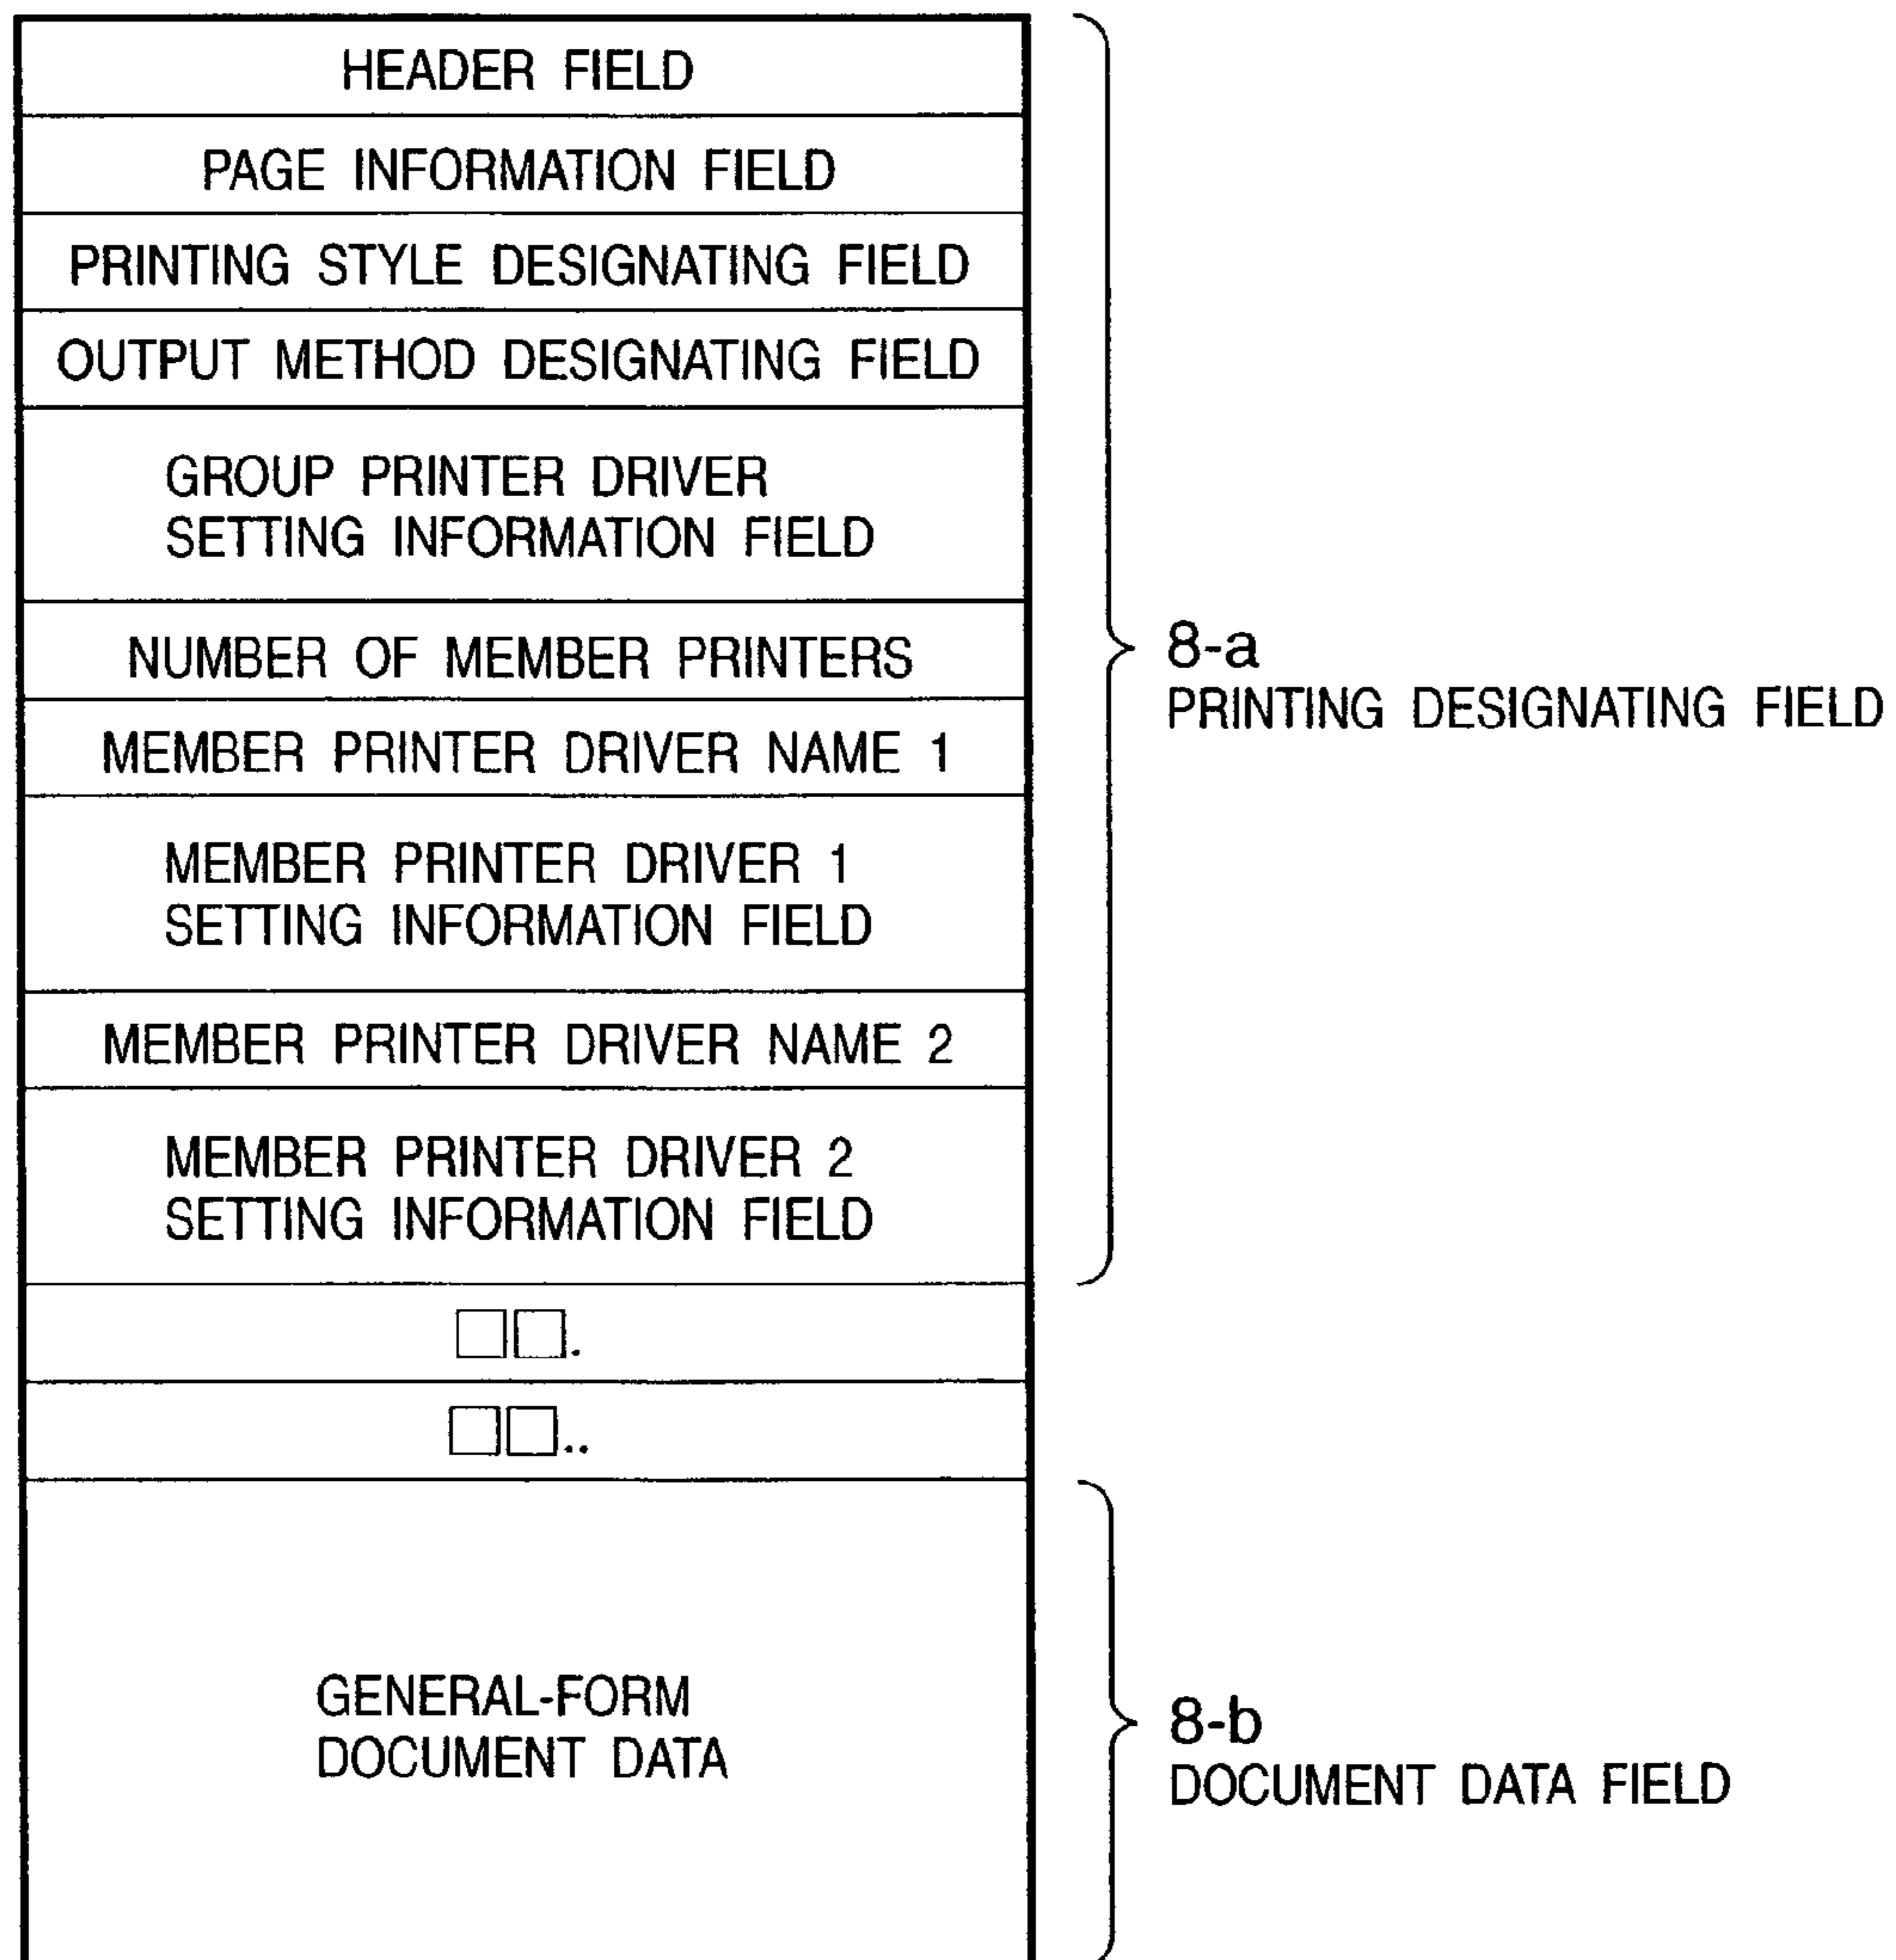 HEADER FIELD
PAGE INFORMATION FIELD
PRINTING STYLE DESIGNATING FIELD
OUTPUT METHOD DESIGNATING FIELD
GROUP PRINTER DRIVER
SETTING INFORMATION FIELD
NUMBER OF MEMBER PRINTERS
MEMBER PRINTER DRIVER NAME 1
MEMBER PRINTER DRIVER 1
SETTING INFORMATION FIELD
MEMBER PRINTER DRIVER NAME 2
MEMBER PRINTER DRIVER 2
SETTING INFORMATION FIELD
□□.
□□..
GENERAL-FORM
DOCUMENT DATA
8-a
PRINTING DESIGNATING FIELD
8-b
DOCUMENT DATA FIELD